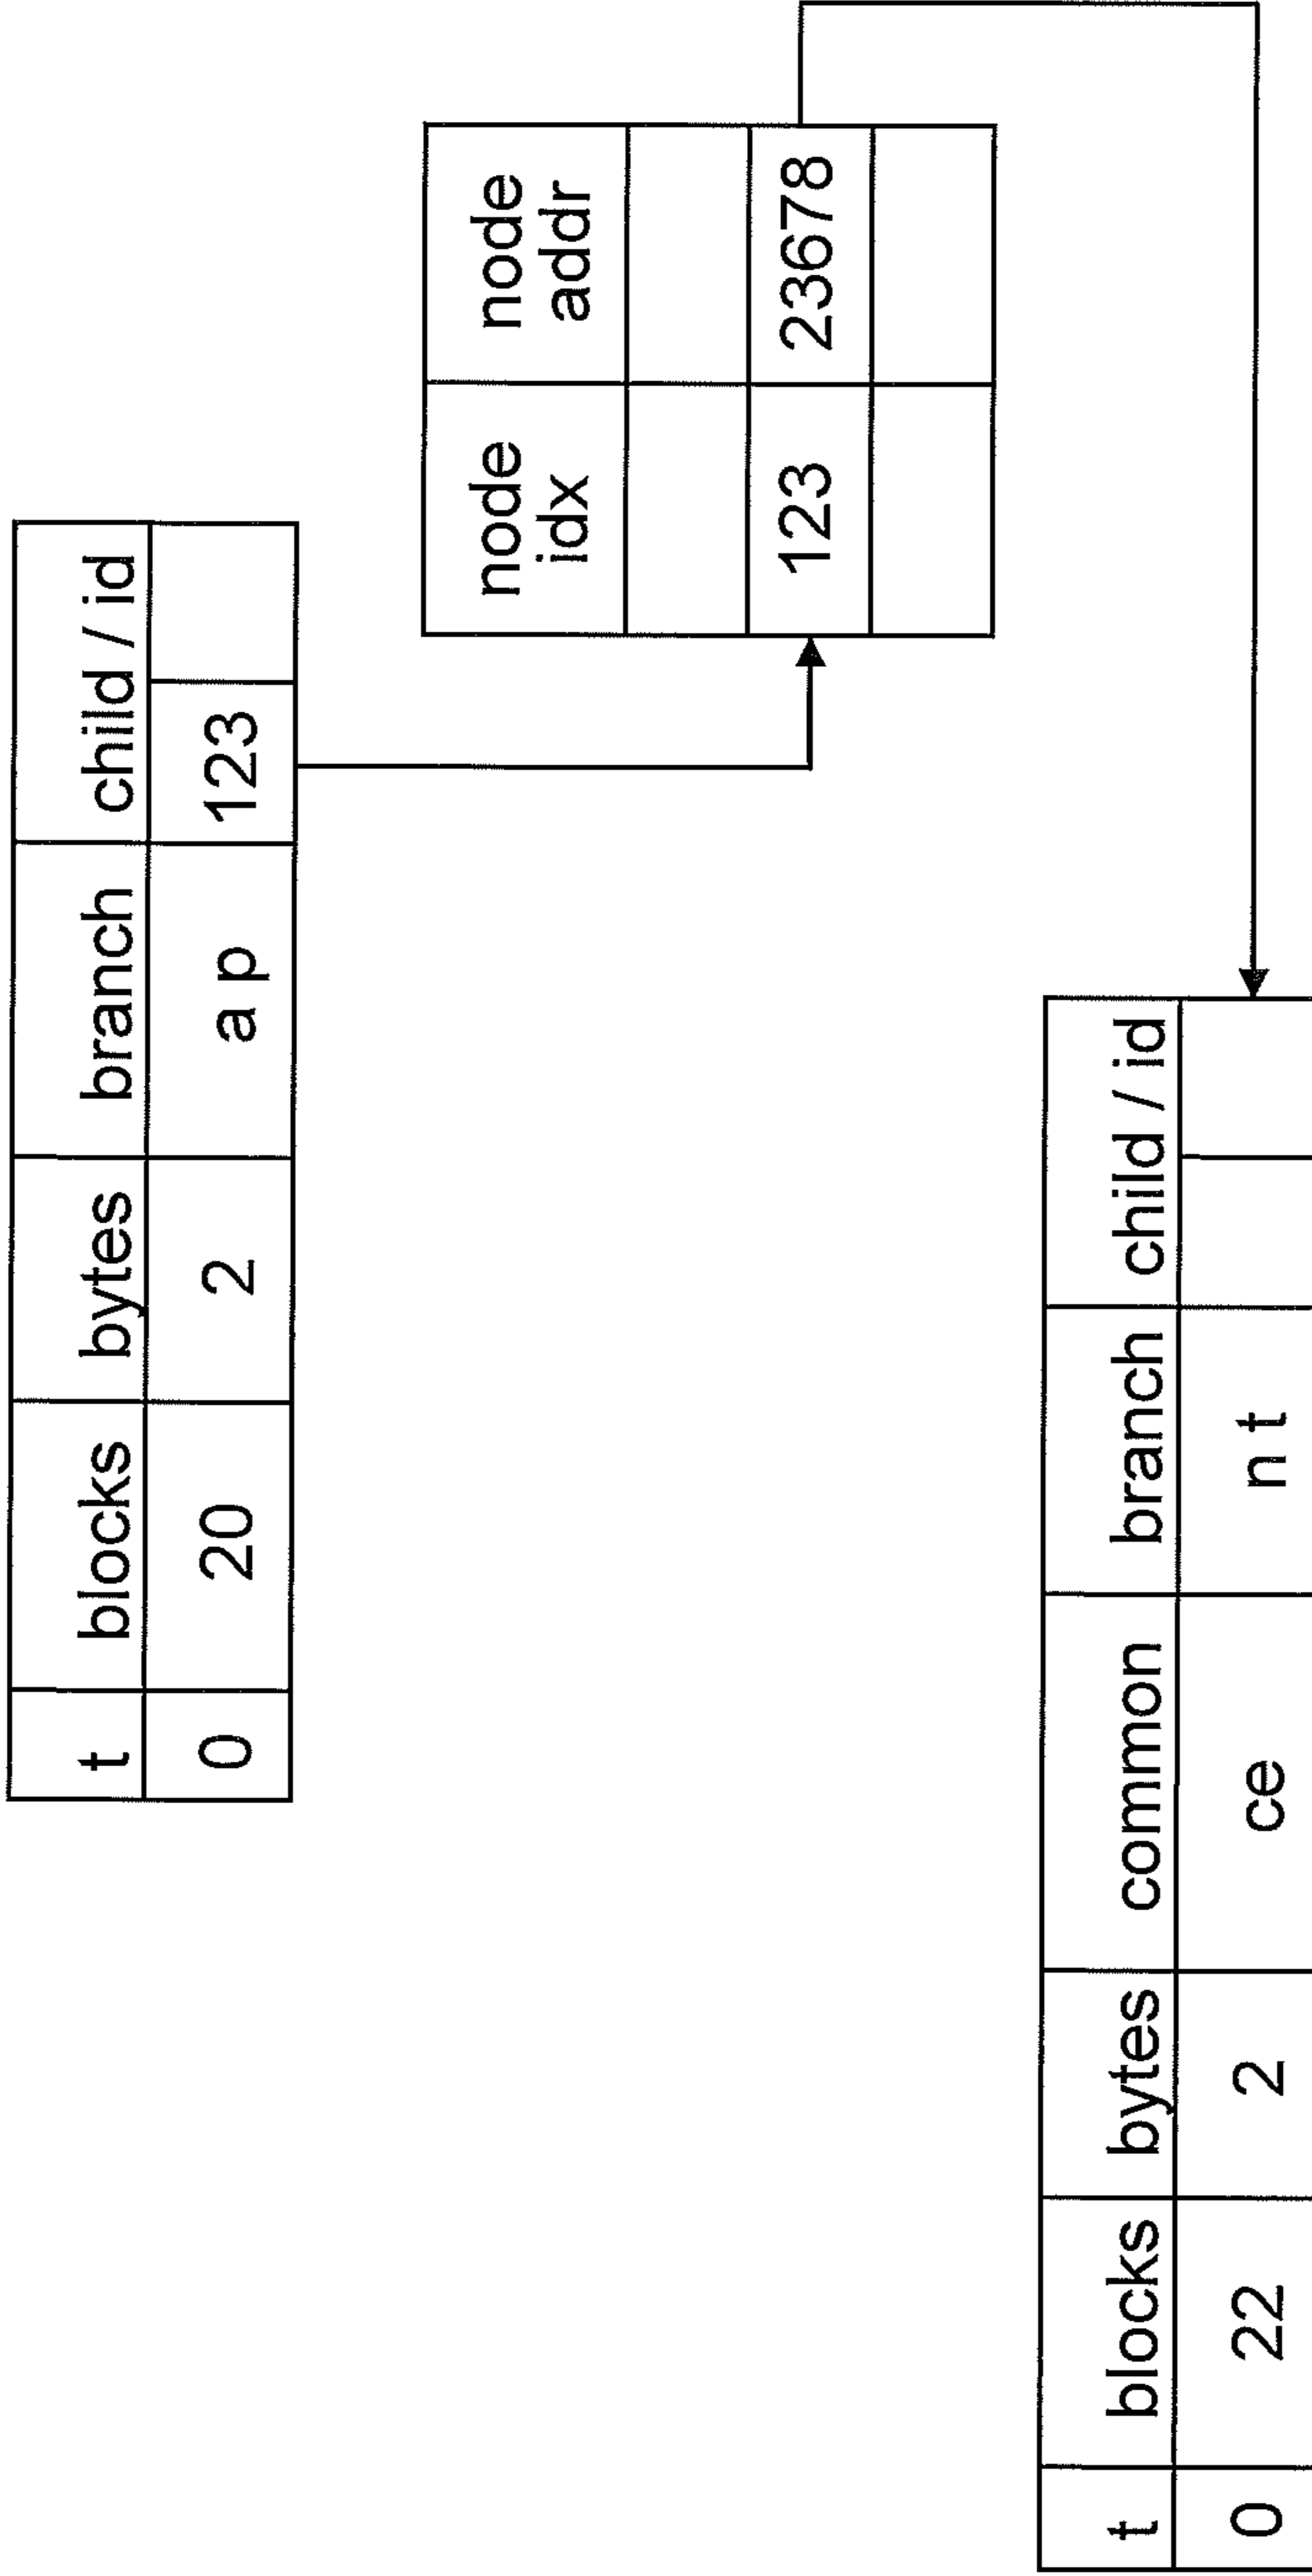 t blocks bytes branch child / id
0 20 2 a p 123
node idx node addr
123 23678
t blocks bytes common branch child / id
0 22 2 ce n t